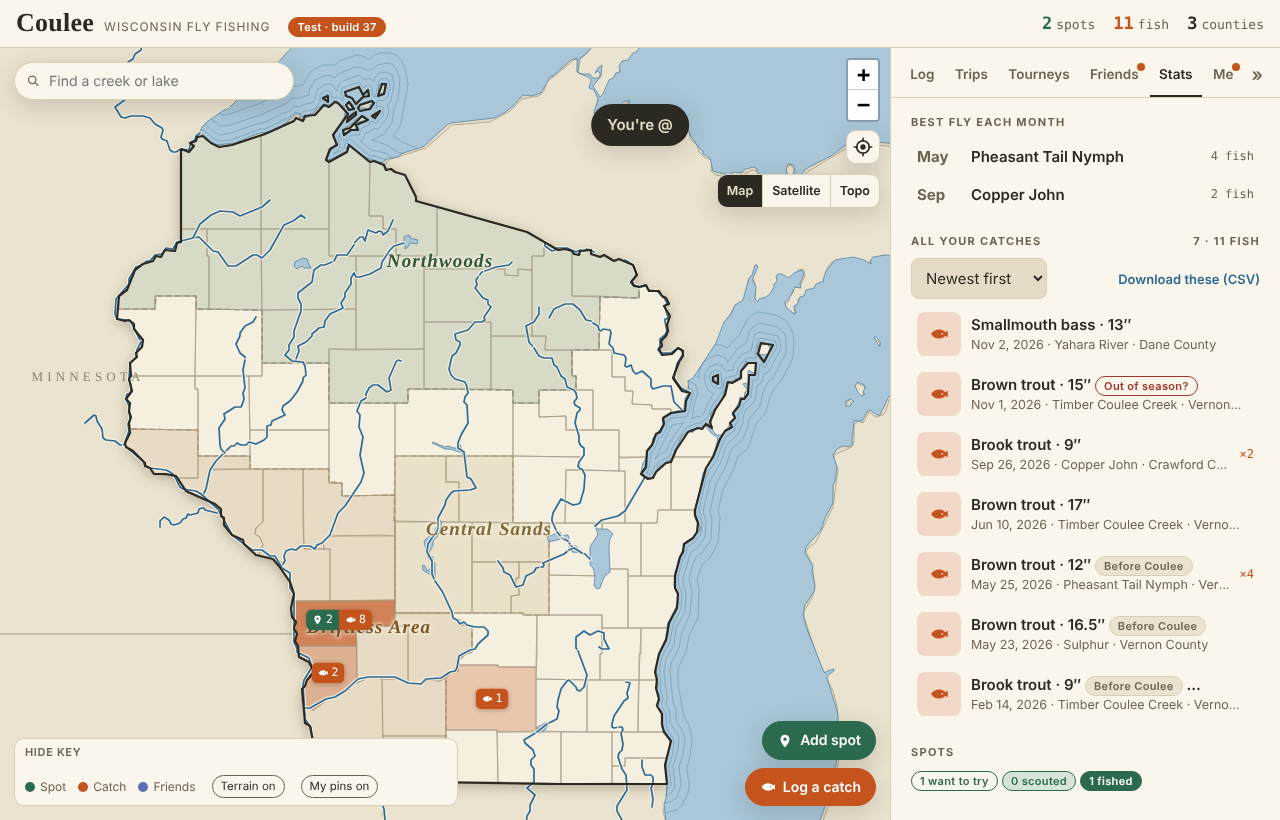 Coulee WISCONSIN FLY FISHING Test · build 37
2 spots 11 fish 3 counties
Find a creek or lake
You're @
+
−
Map Satellite Topo
Northwoods
MINNESOTA
Central Sands
Driftless Area
2 8
2
1
HIDE KEY
Spot Catch Friends Terrain on My pins on
Add spot
Log a catch
Log Trips Tourneys Friends Stats Me »
BEST FLY EACH MONTH
May Pheasant Tail Nymph 4 fish
Sep Copper John 2 fish
ALL YOUR CATCHES 7 · 11 FISH
Newest first Download these (CSV)
Smallmouth bass · 13″
Nov 2, 2026 · Yahara River · Dane County
Brown trout · 15″ Out of season?
Nov 1, 2026 · Timber Coulee Creek · Vernon…
Brook trout · 9″
Sep 26, 2026 · Copper John · Crawford C… ×2
Brown trout · 17″
Jun 10, 2026 · Timber Coulee Creek · Verno…
Brown trout · 12″ Before Coulee
May 25, 2026 · Pheasant Tail Nymph · Ver… ×4
Brown trout · 16.5″ Before Coulee
May 23, 2026 · Sulphur · Vernon County
Brook trout · 9″ Before Coulee …
Feb 14, 2026 · Timber Coulee Creek · Verno…
SPOTS
1 want to try 0 scouted 1 fished